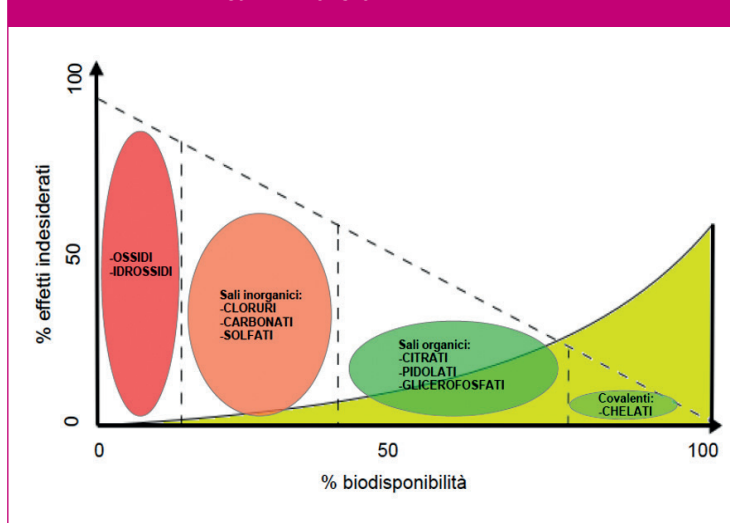 100
50
0
% effetti indesiderati
-OSSIDI
-IDROSSIDI
Sali inorganici:
-CLORURI
-CARBONATI
-SOLFATI
Sali organici:
-CITRATI
-PIDOLATI
-GLICEROFOSFATI
Covalenti:
-CHELATI
0
50
100
% biodisponibilità